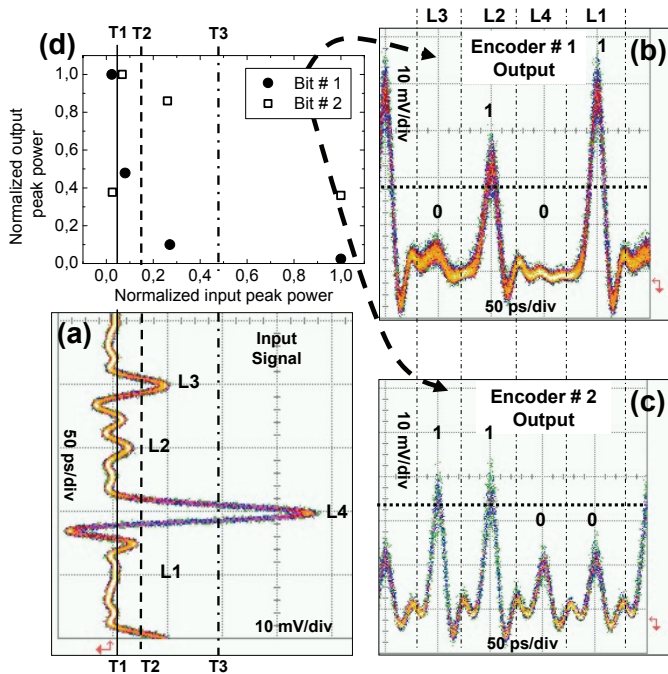 T1
T2
T3
(d)
1,0
0,8
0,6
0,4
0,2
0,0
Normalized output
peak power
Bit # 1
Bit # 2
0,0 0,2 0,4 0,6 0,8 1,0
Normalized input peak power
L3 L2 L4 L1
Encoder # 1
Output
(b)
10 mV/div
1
1
0
0
50 ps/div
(a)
Input
Signal
L3
L2
L4
L1
50 ps/div
10 mV/div
T1
T2
T3
Encoder # 2
Output
(c)
10 mV/div
1
1
0
0
50 ps/div